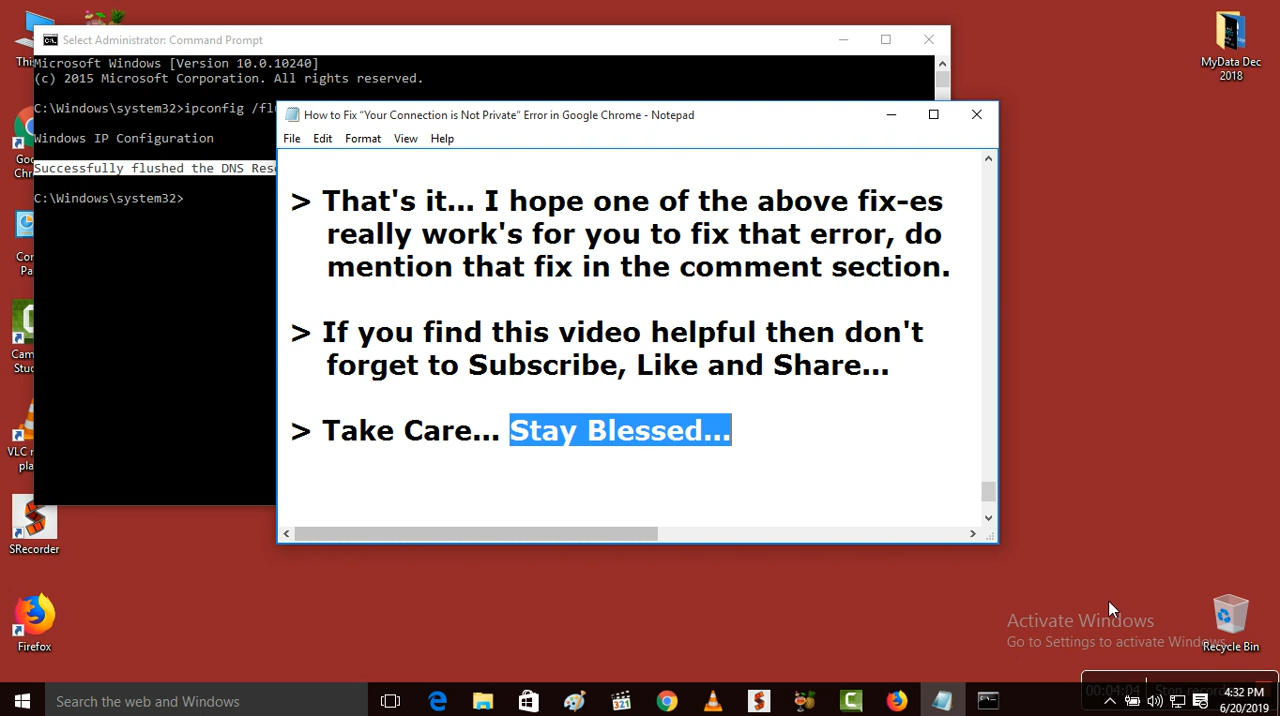 Select Administrator: Command Prompt
Microsoft Windows [Version 10.0.10240]
(c) 2015 Microsoft Corporation. All rights reserved.
C:\Windows\system32>ipconfig
Windows IP Configuration
Successfully flushed the DNS
C:\Windows\system32>
How to Fix "Your Connection is Not Private" Error in Google Chrome - Notepad
File Edit Format View Help
> That's it... I hope one of the above fix-es
really work's for you to fix that error, do
mention that fix in the comment section.
> If you find this video helpful then don't
forget to Subscribe, Like and Share...
> Take Care... Stay Blessed...
MyData Dec
2018
SRecorder
Firefox
Activate Windows
Go to Settings to activate Windows.
Recycle Bin
Search the web and Windows
321
00:04:04
4:32 PM
6/20/2019